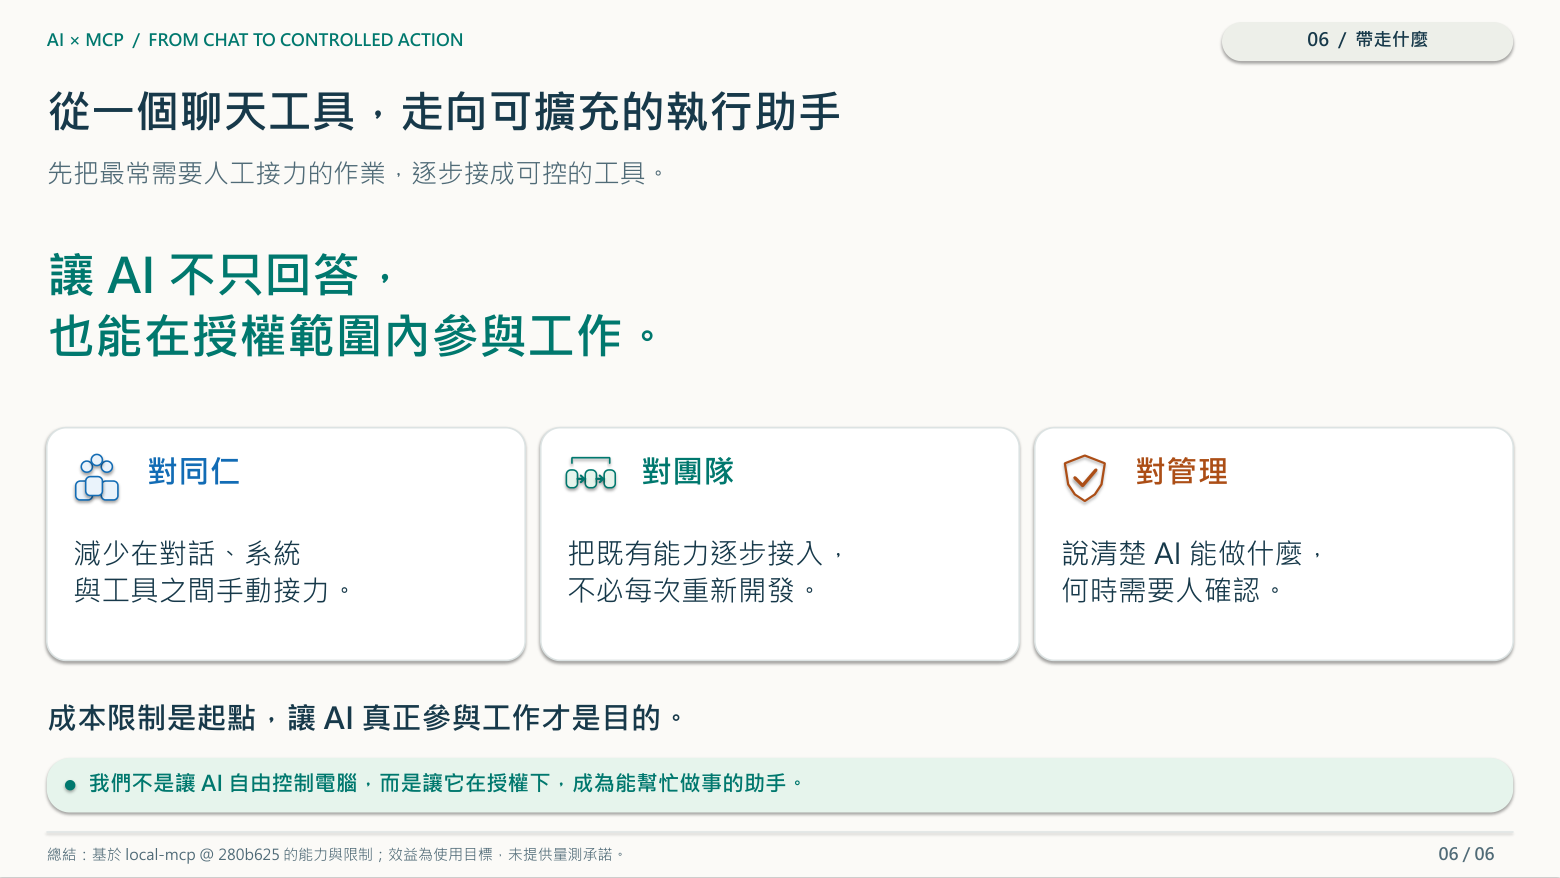 AI × MCP / FROM CHAT TO CONTROLLED ACTION
06 / 帶走什麼
從一個聊天工具，走向可擴充的執行助手
先把最常需要人工接力的作業，逐步接成可控的工具。
讓 AI 不只回答，
也能在授權範圍內參與工作。
對同仁
減少在對話、系統
與工具之間手動接力。
對團隊
把既有能力逐步接入，
不必每次重新開發。
對管理
說清楚 AI 能做什麼，
何時需要人確認。
成本限制是起點，讓 AI 真正參與工作才是目的。
我們不是讓 AI 自由控制電腦，而是讓它在授權下，成為能幫忙做事的助手。
總結：基於 local-mcp @ 280b625 的能力與限制；效益為使用目標，未提供量測承諾。
06 / 06